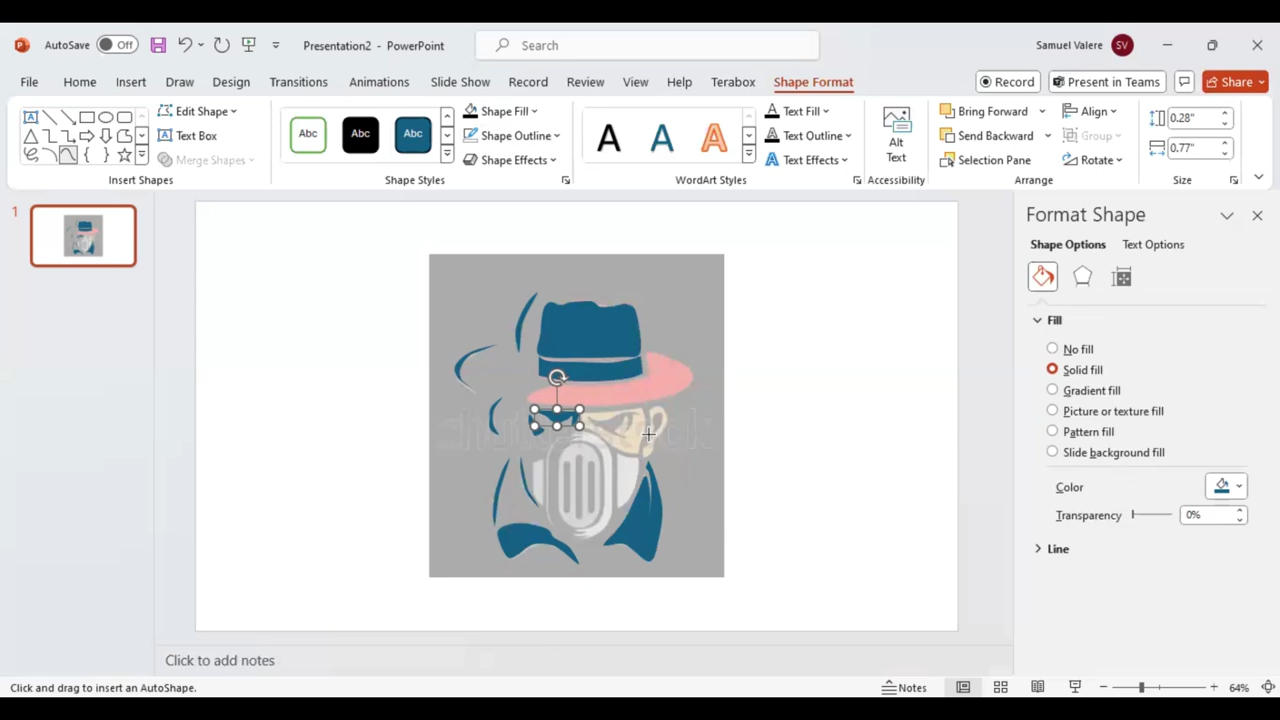 AutoSave Off Presentation2 - PowerPoint Search Samuel Valere SV
File Home Insert Draw Design Transitions Animations Slide Show Record Review View Help Terabox Shape Format Record Present in Teams Share
Edit Shape
Text Box
Merge Shapes
Insert Shapes
Abc Abc Abc
Shape Fill
Shape Outline
Shape Effects
Shape Styles
A A A
Text Fill
Text Outline
Text Effects
WordArt Styles
Alt
Text
Accessibility
Bring Forward Align
Send Backward Group
Selection Pane Rotate
Arrange
0.28"
0.77"
Size
1
Format Shape
Shape Options Text Options
Fill
No fill
Solid fill
Gradient fill
Picture or texture fill
Pattern fill
Slide background fill
Color
Transparency 0%
Line
Click to add notes
Click and drag to insert an AutoShape. Notes 64%